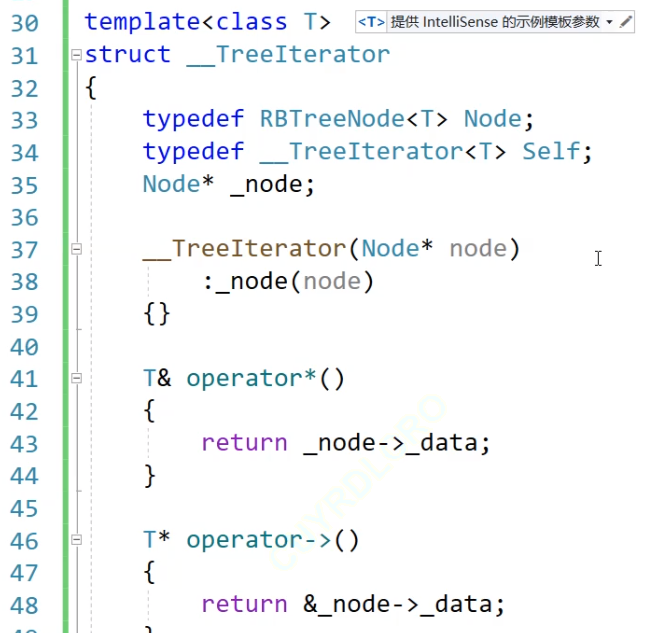 30 template<class T> <T> 提供 IntelliSense 的示例模板参数
31 struct __TreeIterator
32 {
33 typedef RBTreeNode<T> Node;
34 typedef __TreeIterator<T> Self;
35 Node* _node;
36
37 __TreeIterator(Node* node)
38 :_node(node)
39 {}
40
41 T& operator*()
42 {
43 return _node->_data;
44 }
45
46 T* operator->()
47 {
48 return &_node->_data;